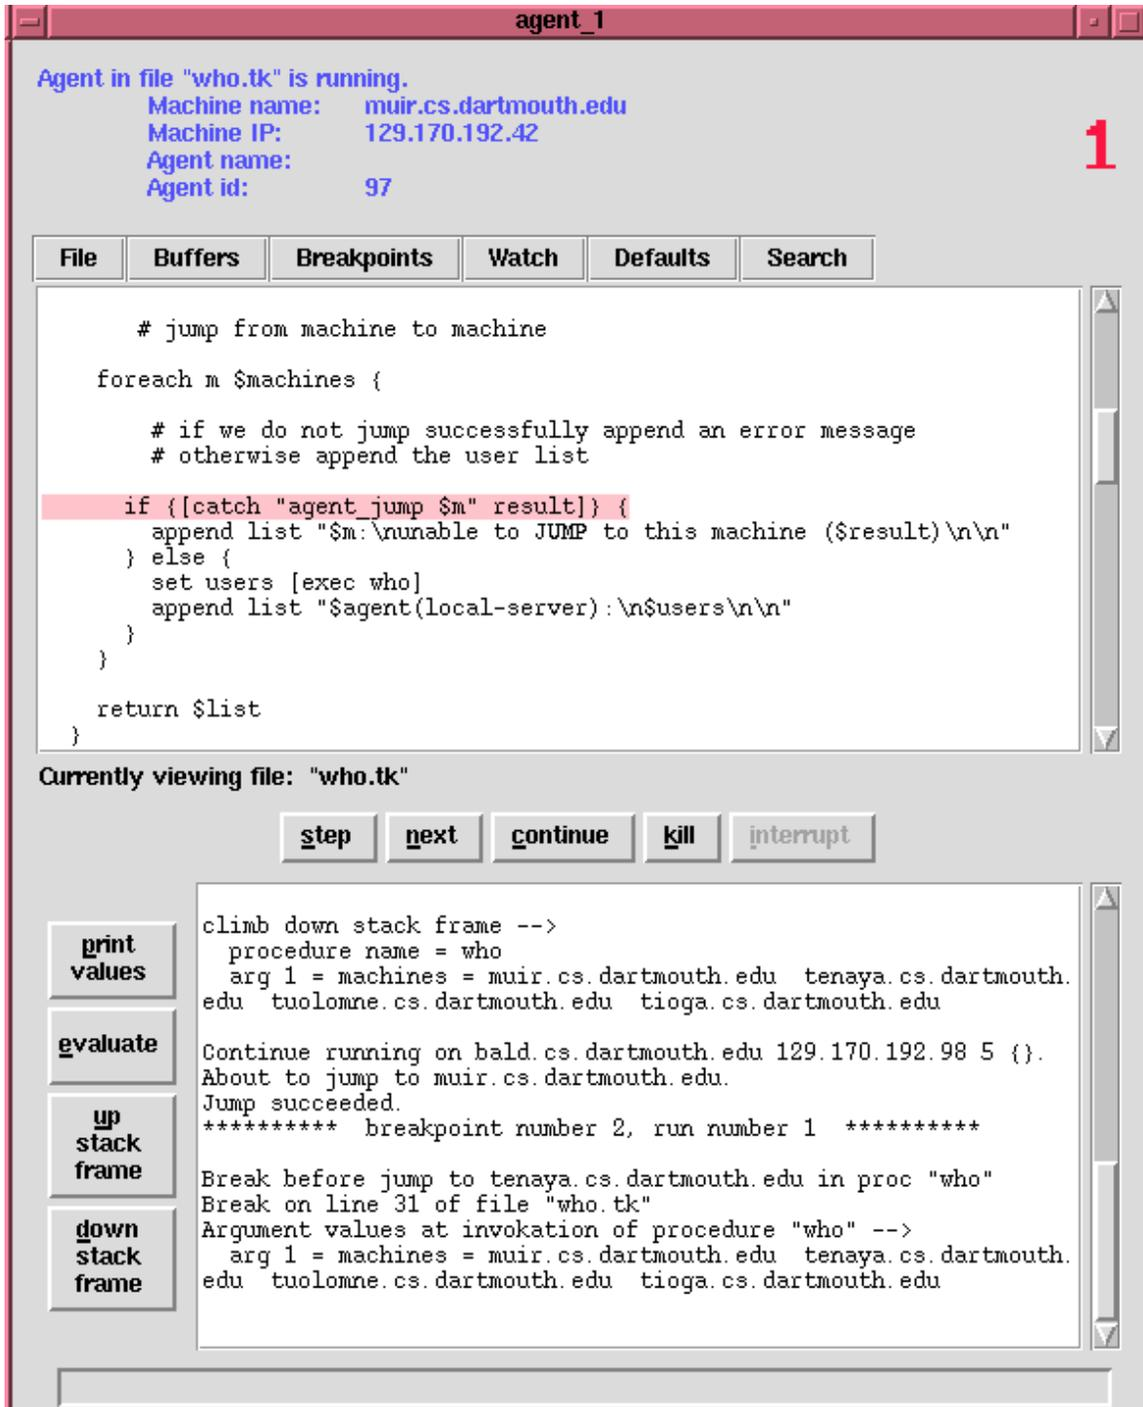 agent_1
Agent in file "who.tk" is running.
Machine name: muir.cs.dartmouth.edu
Machine IP: 129.170.192.42
Agent name:
Agent id: 97
1
File Buffers Breakpoints Watch Defaults Search
# jump from machine to machine
foreach m $machines {
# if we do not jump successfully append an error message
# otherwise append the user list
if {[catch "agent_jump $m" result]} {
append list "$m:\nunable to JUMP to this machine ($result)\n\n"
} else {
set users [exec who]
append list "$agent(local-server):\n$users\n\n"
}
}
return $list
}
Currently viewing file: "who.tk"
step next continue kill interrupt
print
values
evaluate
up
stack
frame
down
stack
frame
climb down stack frame -->
procedure name = who
arg 1 = machines = muir.cs.dartmouth.edu tenaya.cs.dartmouth.
edu tuolomne.cs.dartmouth.edu tioga.cs.dartmouth.edu
Continue running on bald.cs.dartmouth.edu 129.170.192.98 5 {}.
About to jump to muir.cs.dartmouth.edu.
Jump succeeded.
********** breakpoint number 2, run number 1 **********
Break before jump to tenaya.cs.dartmouth.edu in proc "who"
Break on line 31 of file "who.tk"
Argument values at invokation of procedure "who" -->
arg 1 = machines = muir.cs.dartmouth.edu tenaya.cs.dartmouth.
edu tuolomne.cs.dartmouth.edu tioga.cs.dartmouth.edu